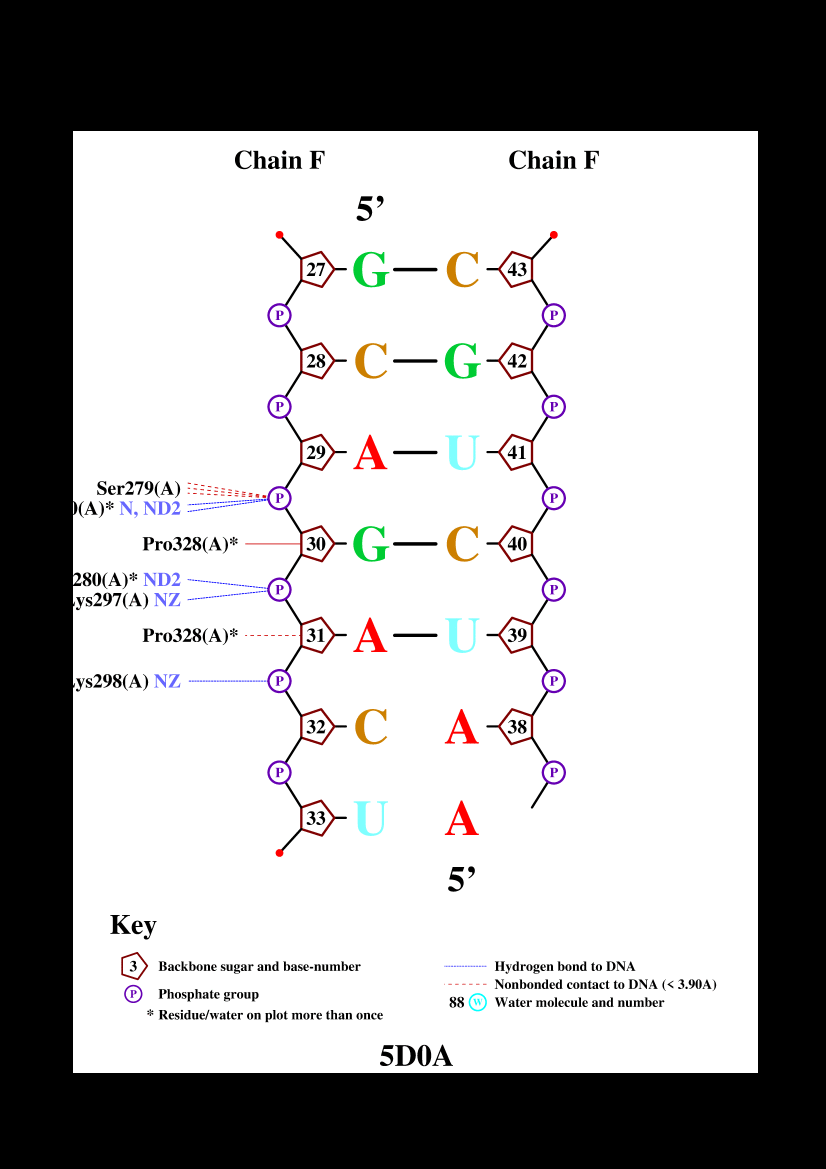 Chain F Chain F
5’
27 G C 43
P P
28 C G 42
P P
29 A U 41
Ser279(A)
P P
0(A)* N, ND2
Pro328(A)* 30 G C 40
280(A)* ND2
P P
Lys297(A) NZ
Pro328(A)* 31 A U 39
Lys298(A) NZ P P
32 C A 38
P P
33 U A
5’
Key
3 Backbone sugar and base-number
P Phosphate group
* Residue/water on plot more than once
Hydrogen bond to DNA
Nonbonded contact to DNA (< 3.90A)
88 W Water molecule and number
5D0A